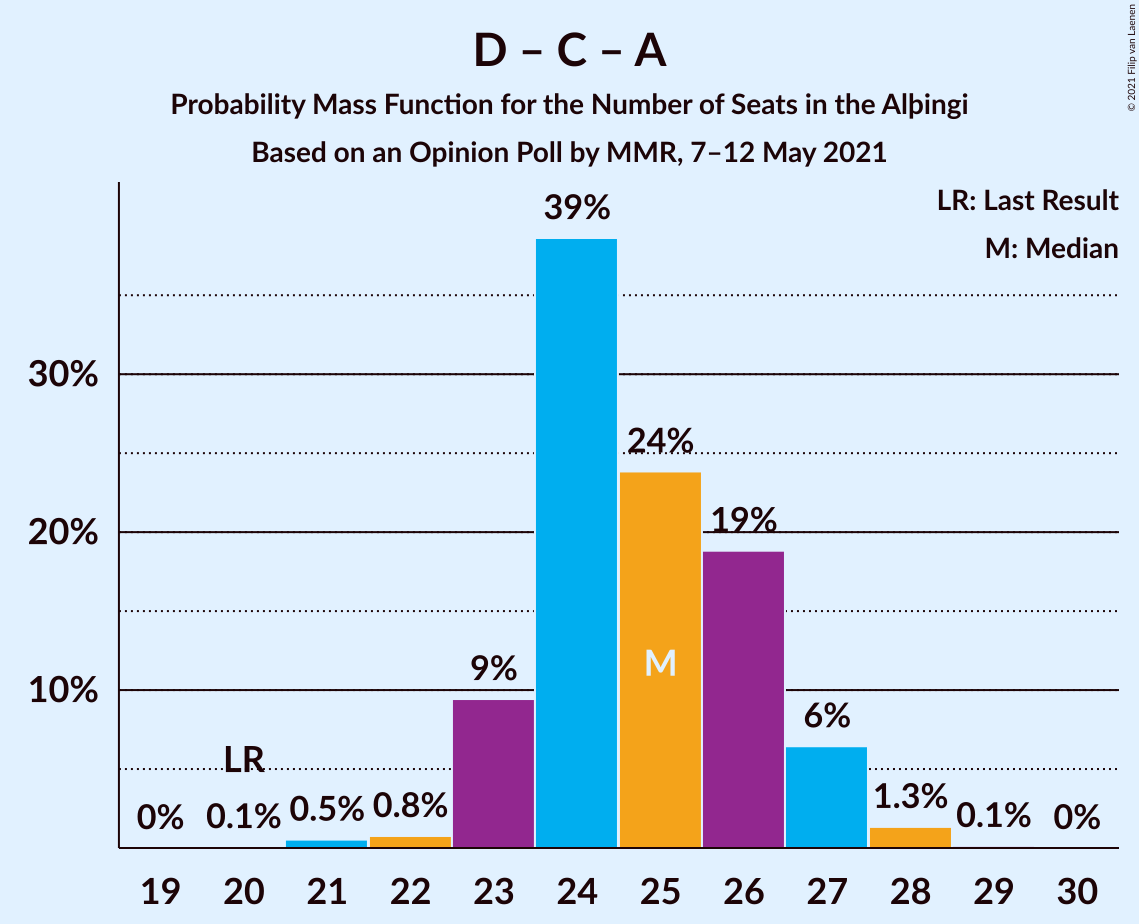 D – C – A
Probability Mass Function for the Number of Seats in the Alþingi
Based on an Opinion Poll by MMR, 7–12 May 2021
© 2021 Filip van Laenen
LR: Last Result
M: Median
39%
30%
24%
20%
19%
M
9%
10%
6%
LR
0%
0.1%
0.5%
0.8%
1.3%
0.1%
0%
19 20 21 22 23 24 25 26 27 28 29 30